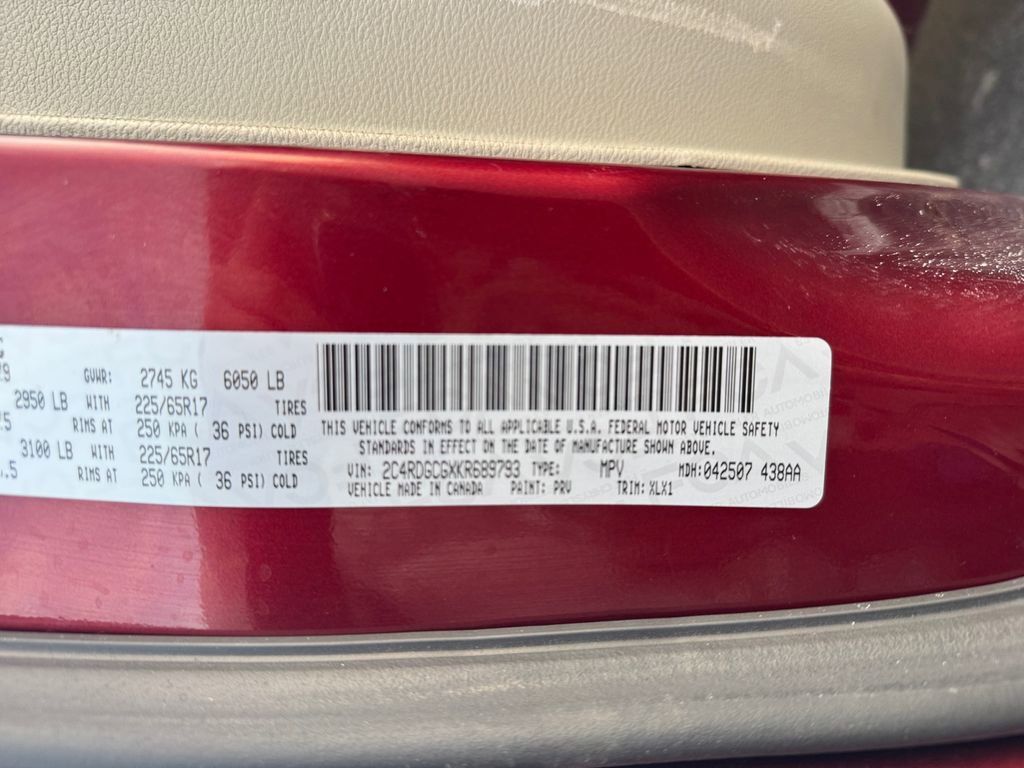 G
GVWR: 2745 KG 6050 LB
2950 LB WITH 225/65R17 TIRES
RIMS AT 250 KPA ( 36 PSI) COLD
3100 LB WITH 225/65R17 TIRES
.5 RIMS AT 250 KPA ( 36 PSI) COLD
THIS VEHICLE CONFORMS TO ALL APPLICABLE U.S.A. FEDERAL MOTOR VEHICLE SAFETY
STANDARDS IN EFFECT ON THE DATE OF MANUFACTURE SHOWN ABOVE.
VIN: 2C4RDGCGXKR689793 TYPE: MPV MDH: 042507 438AA
VEHICLE MADE IN CANADA PAINT: PRV TRIM: XLX1